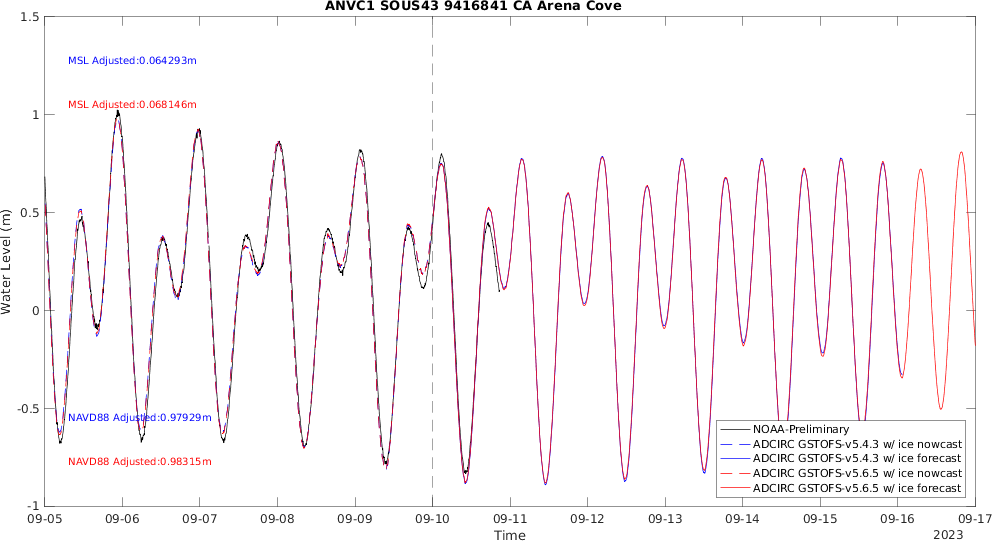 ANVC1 SOUS43 9416841 CA Arena Cove
1.5
MSL Adjusted:0.064293m
MSL Adjusted:0.068146m
1
0.5
Water Level (m)
0
-0.5
NAVD88 Adjusted:0.97929m
NAVD88 Adjusted:0.98315m
-1
NOAA-Preliminary
ADCIRC GSTOFS-v5.4.3 w/ ice nowcast
ADCIRC GSTOFS-v5.4.3 w/ ice forecast
ADCIRC GSTOFS-v5.6.5 w/ ice nowcast
ADCIRC GSTOFS-v5.6.5 w/ ice forecast
09-05 09-06 09-07 09-08 09-09 09-10 09-11 09-12 09-13 09-14 09-15 09-16 09-17
Time
2023